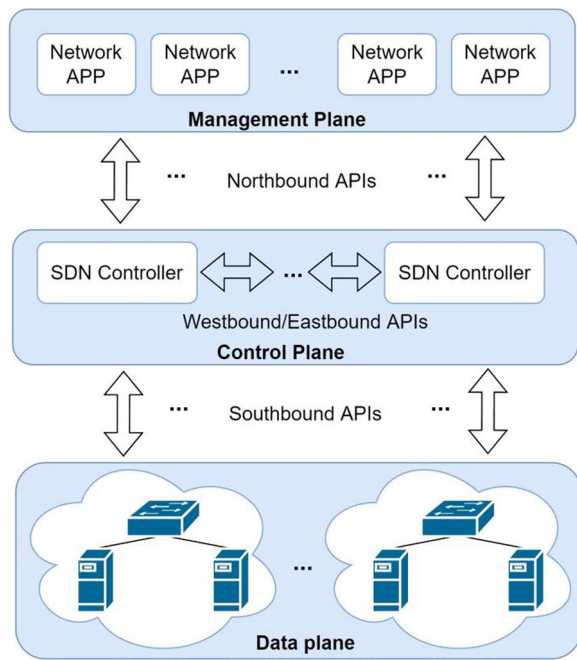 Network
APP
Network
APP
...
Network
APP
Network
APP
Management Plane
...
Northbound APIs
...
SDN Controller
...
SDN Controller
Westbound/Eastbound APIs
Control Plane
...
Southbound APIs
...
...
Data plane